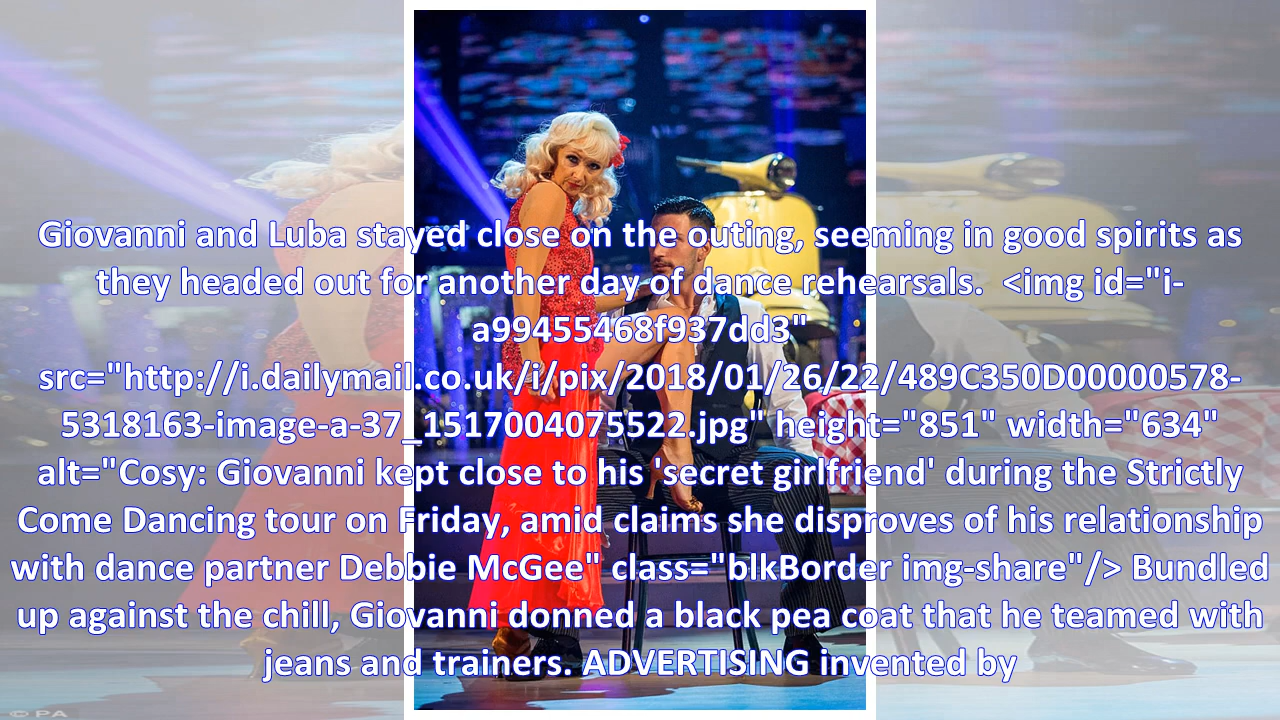 Giovanni and Luba stayed close on the outing, seeming in good spirits as
they headed out for another day of dance rehearsals.  <img id="i-
a99455468f937dd3"
src="http://i.dailymail.co.uk/i/pix/2018/01/26/22/489C350D00000578-
5318163-image-a-37_1517004075522.jpg" height="851" width="634"
alt="Cosy: Giovanni kept close to his 'secret girlfriend' during the Strictly
Come Dancing tour on Friday, amid claims she disproves of his relationship
with dance partner Debbie McGee" class="blkBorder img-share"/> Bundled
up against the chill, Giovanni donned a black pea coat that he teamed with
jeans and trainers. ADVERTISING invented by
© PA